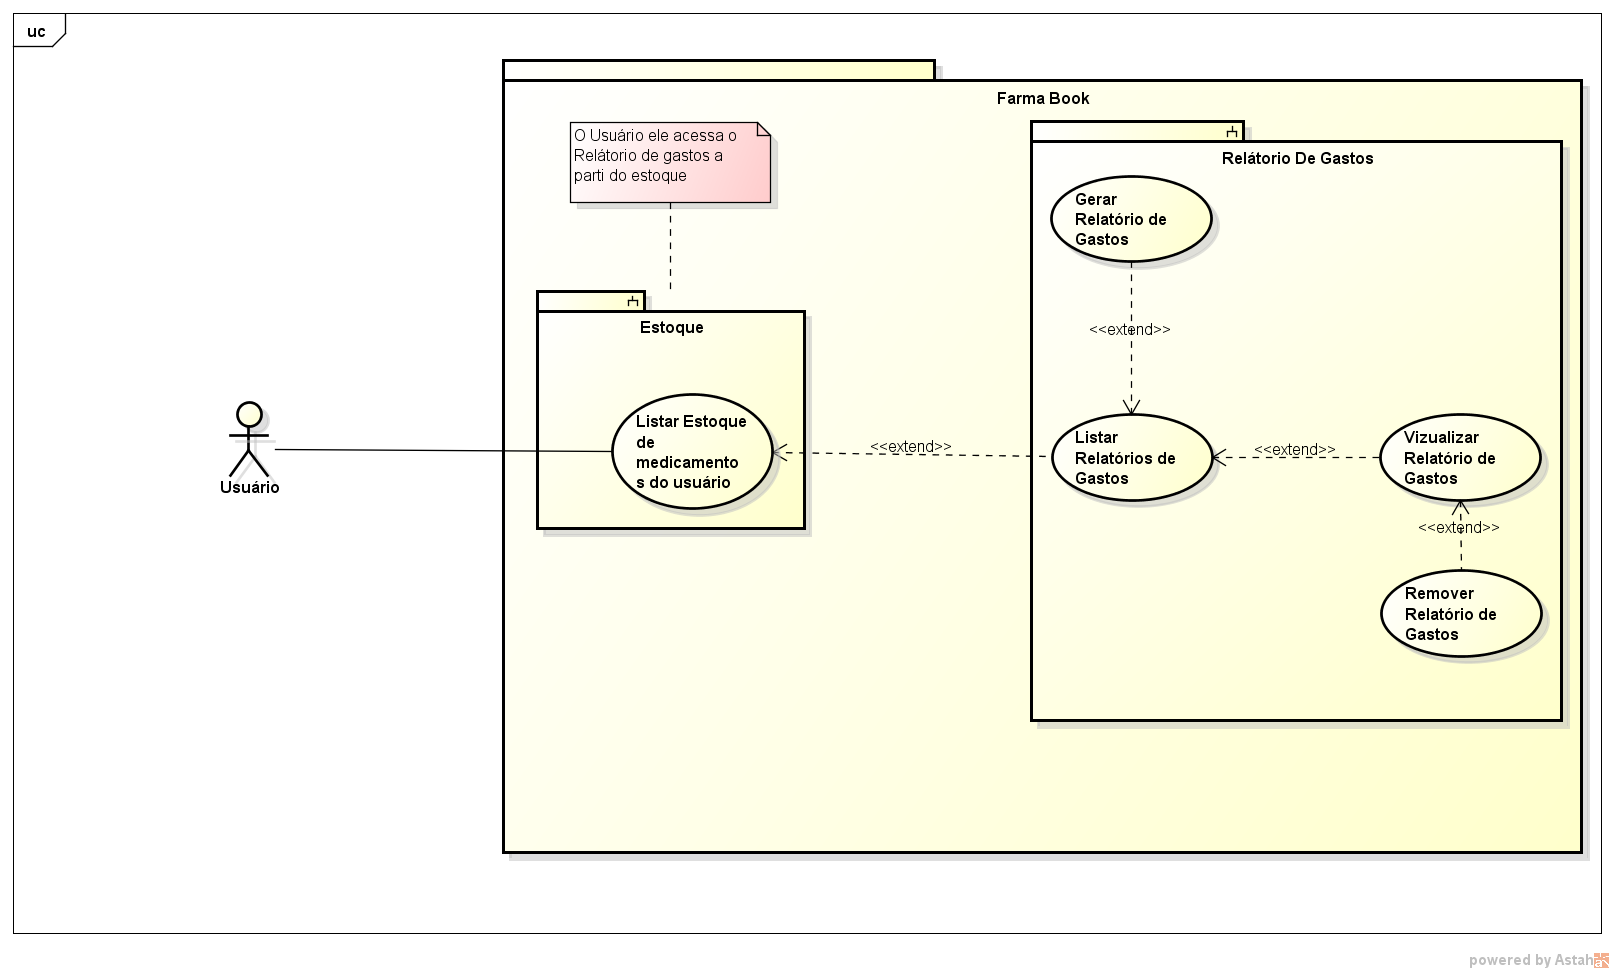 uc
Farma Book
O Usuário ele acessa o
Relátorio de gastos a
parti do estoque
Relátorio De Gastos
Gerar
Relatório de
Gastos
<<extend>>
Estoque
Listar Estoque
de
medicamento
s do usuário
<<extend>>
Listar
Relatórios de
Gastos
<<extend>>
Vizualizar
Relatório de
Gastos
<<extend>>
Remover
Relatório de
Gastos
Usuário
powered by Astah